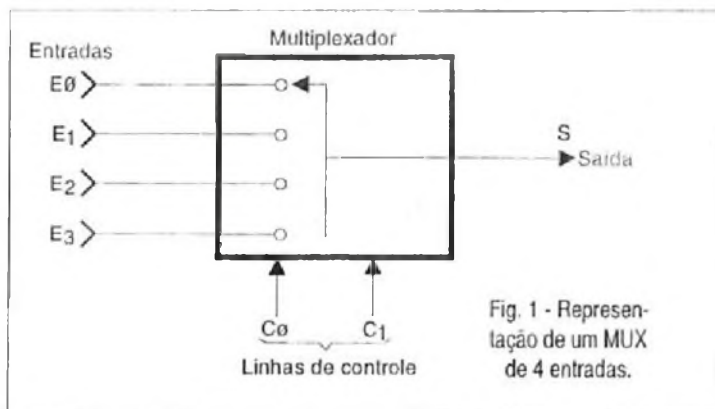 Multiplexador
Entradas
EØ
E1
E2
E3
S
Saída
Cø
C1
Linhas de controle
Fig. 1 - Represen-
tação de um MUX
de 4 entradas.